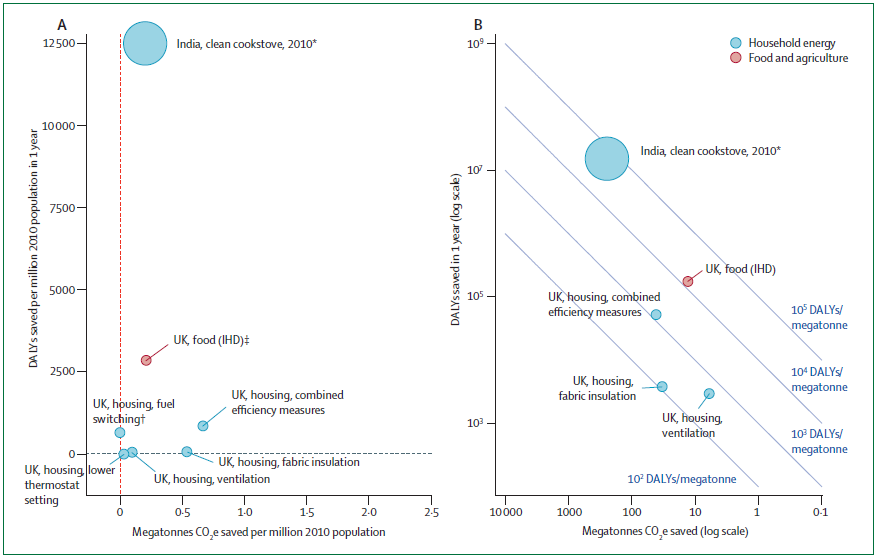 A
12500
10000
7500
5000
2500
0
DALYs saved per million 2010 population in 1 year
India, clean cookstove, 2010*
UK, food (IHD)‡
UK, housing, combined
efficiency measures
UK, housing, fuel
switching†
UK, housing, fabric insulation
UK, housing, lower
thermostat
setting
UK, housing, ventilation
0
0·5
1·0
1·5
2·0
2·5
Megatonnes CO₂e saved per million 2010 population
B
10⁹
10⁷
10⁵
10³
DALYs saved in 1 year (log scale)
Household energy
Food and agriculture
India, clean cookstove, 2010*
UK, food (IHD)
UK, housing, combined
efficiency measures
10⁵ DALYs/
megatonne
UK, housing,
fabric insulation
10⁴ DALYs/
megatonne
UK, housing,
ventilation
10³ DALYs/
megatonne
10² DALYs/megatonne
10000
1000
100
10
1
0·1
Megatonnes CO₂e saved (log scale)